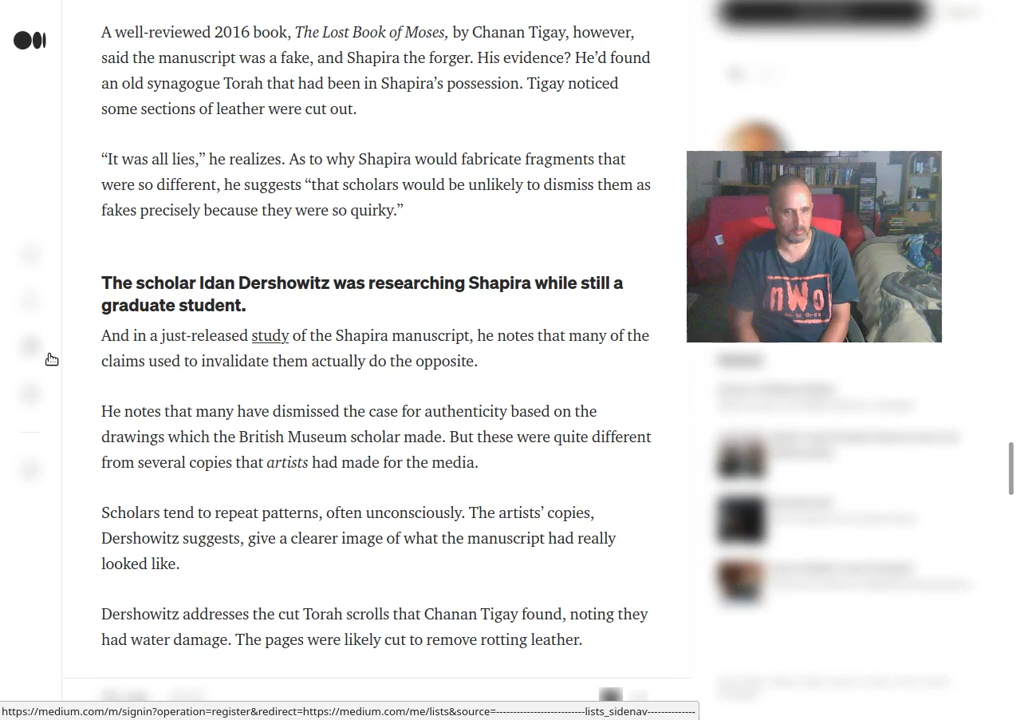 A well-reviewed 2016 book, The Lost Book of Moses, by Chanan Tigay, however,
said the manuscript was a fake, and Shapira the forger. His evidence? He’d found
an old synagogue Torah that had been in Shapira’s possession. Tigay noticed
some sections of leather were cut out.
“It was all lies,” he realizes. As to why Shapira would fabricate fragments that
were so different, he suggests “that scholars would be unlikely to dismiss them as
fakes precisely because they were so quirky.”
The scholar Idan Dershowitz was researching Shapira while still a
graduate student.
And in a just-released study of the Shapira manuscript, he notes that many of the
claims used to invalidate them actually do the opposite.
He notes that many have dismissed the case for authenticity based on the
drawings which the British Museum scholar made. But these were quite different
from several copies that artists had made for the media.
Scholars tend to repeat patterns, often unconsciously. The artists’ copies,
Dershowitz suggests, give a clearer image of what the manuscript had really
looked like.
Dershowitz addresses the cut Torah scrolls that Chanan Tigay found, noting they
had water damage. The pages were likely cut to remove rotting leather.
nWo
https://medium.com/m/signin?operation=register&redirect=https://medium.com/me/lists&source=--------------------------lists_sidenav--------------